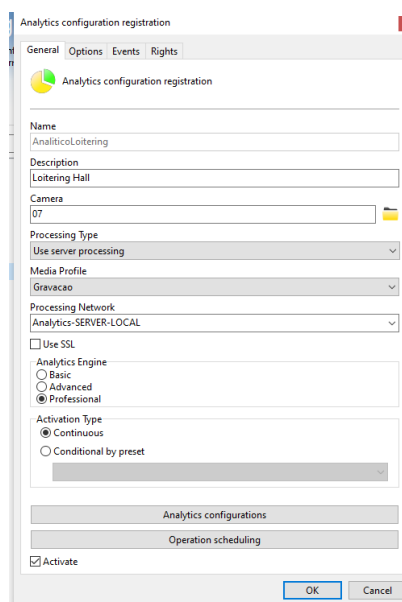 Analytics configuration registration
General Options Events Rights
Analytics configuration registration
Name
AnaliticoLoitering
Description
Loitering Hall
Camera
07
Processing Type
Use server processing
Media Profile
Gravacao
Processing Network
Analytics-SERVER-LOCAL
Use SSL
Analytics Engine
Basic
Advanced
Professional
Activation Type
Continuous
Conditional by preset
Analytics configurations
Operation scheduling
Activate
OK Cancel